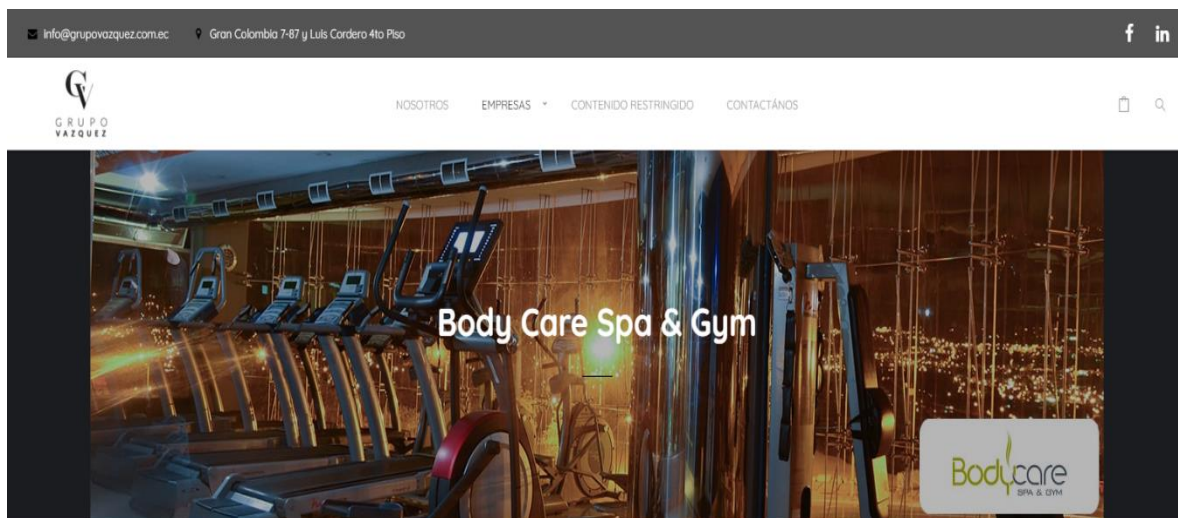 info@grupovazquez.com.ec
Gran Colombia 7-87 y Luis Cordero 4to Piso
f in
GV
GRUPO
VAZQUEZ
NOSOTROS
EMPRESAS
CONTENIDO RESTRINGIDO
CONTACTÁNOS
Body Care Spa & Gym
Bodycare
SPA & GYM